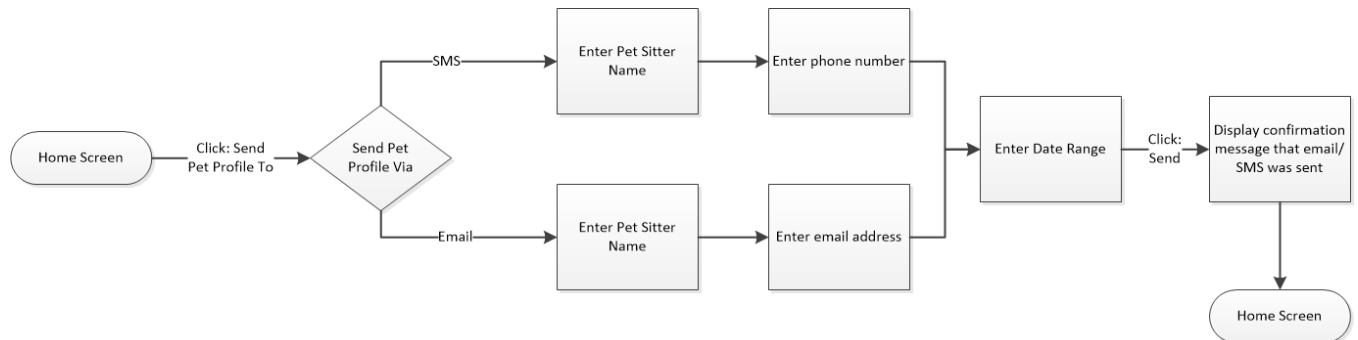 Home Screen
Click: Send
Pet Profile To
Send Pet
Profile Via
SMS
Enter Pet Sitter
Name
Enter phone number
Email
Enter Pet Sitter
Name
Enter email address
Enter Date Range
Click:
Send
Display confirmation
message that email/
SMS was sent
Home Screen